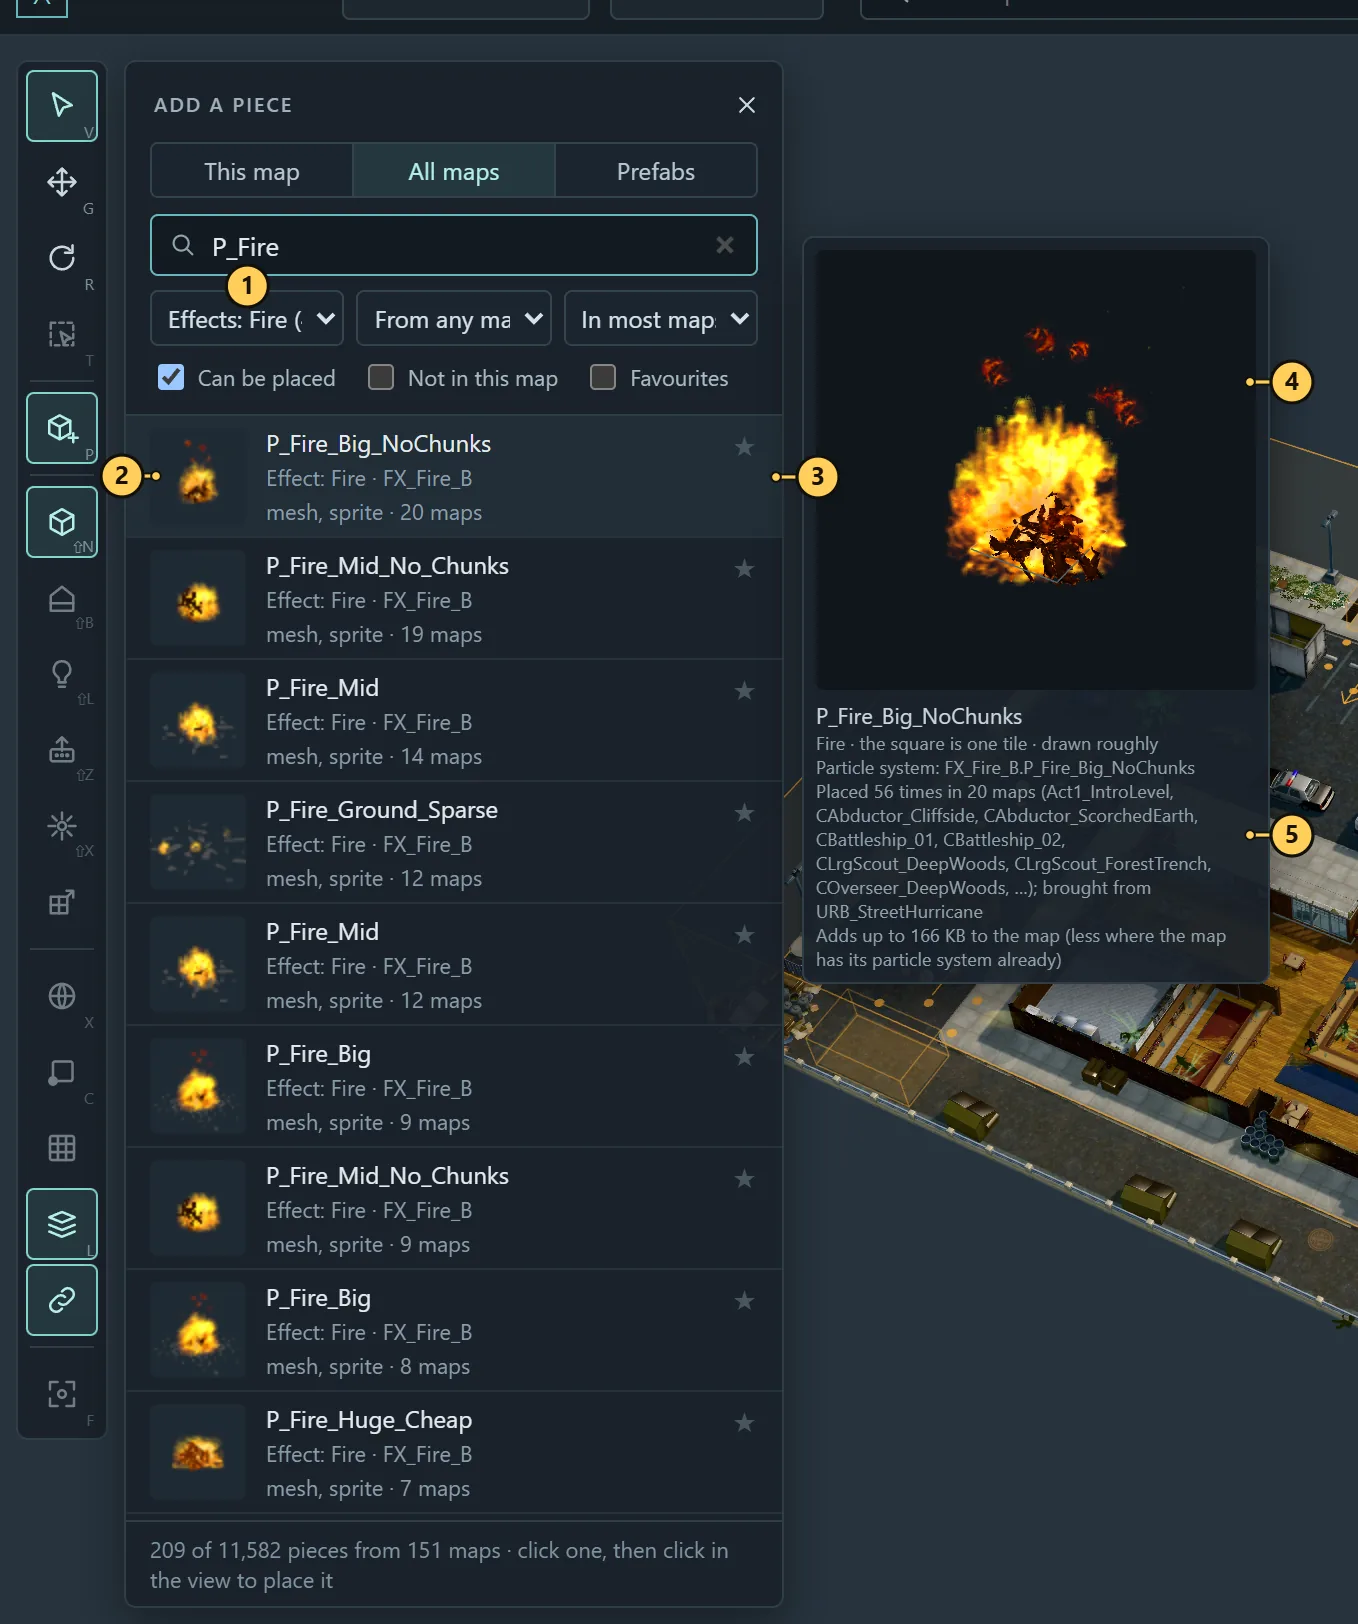 ADD A PIECE
This map
All maps
Prefabs
P_Fire
1
Effects: Fire (
From any ma
In most map
Can be placed
Not in this map
Favourites
V
G
R
T
P
⇧N
⇧B
⇧L
⇧Z
⇧X
X
C
L
F
2
P_Fire_Big_NoChunks
Effect: Fire · FX_Fire_B
mesh, sprite · 20 maps
3
P_Fire_Mid_No_Chunks
Effect: Fire · FX_Fire_B
mesh, sprite · 19 maps
P_Fire_Mid
Effect: Fire · FX_Fire_B
mesh, sprite · 14 maps
P_Fire_Ground_Sparse
Effect: Fire · FX_Fire_B
mesh, sprite · 12 maps
P_Fire_Mid
Effect: Fire · FX_Fire_B
mesh, sprite · 12 maps
P_Fire_Big
Effect: Fire · FX_Fire_B
mesh, sprite · 9 maps
P_Fire_Mid_No_Chunks
Effect: Fire · FX_Fire_B
mesh, sprite · 9 maps
P_Fire_Big
Effect: Fire · FX_Fire_B
mesh, sprite · 8 maps
P_Fire_Huge_Cheap
Effect: Fire · FX_Fire_B
mesh, sprite · 7 maps
209 of 11,582 pieces from 151 maps · click one, then click in
the view to place it
4
P_Fire_Big_NoChunks
Fire · the square is one tile · drawn roughly
Particle system: FX_Fire_B.P_Fire_Big_NoChunks
Placed 56 times in 20 maps (Act1_IntroLevel,
CAbductor_Cliffside, CAbductor_ScorchedEarth,
CBattleship_01, CBattleship_02,
CLrgScout_DeepWoods, CLrgScout_ForestTrench,
COverseer_DeepWoods, ...); brought from
URB_StreetHurricane
Adds up to 166 KB to the map (less where the map
has its particle system already)
5